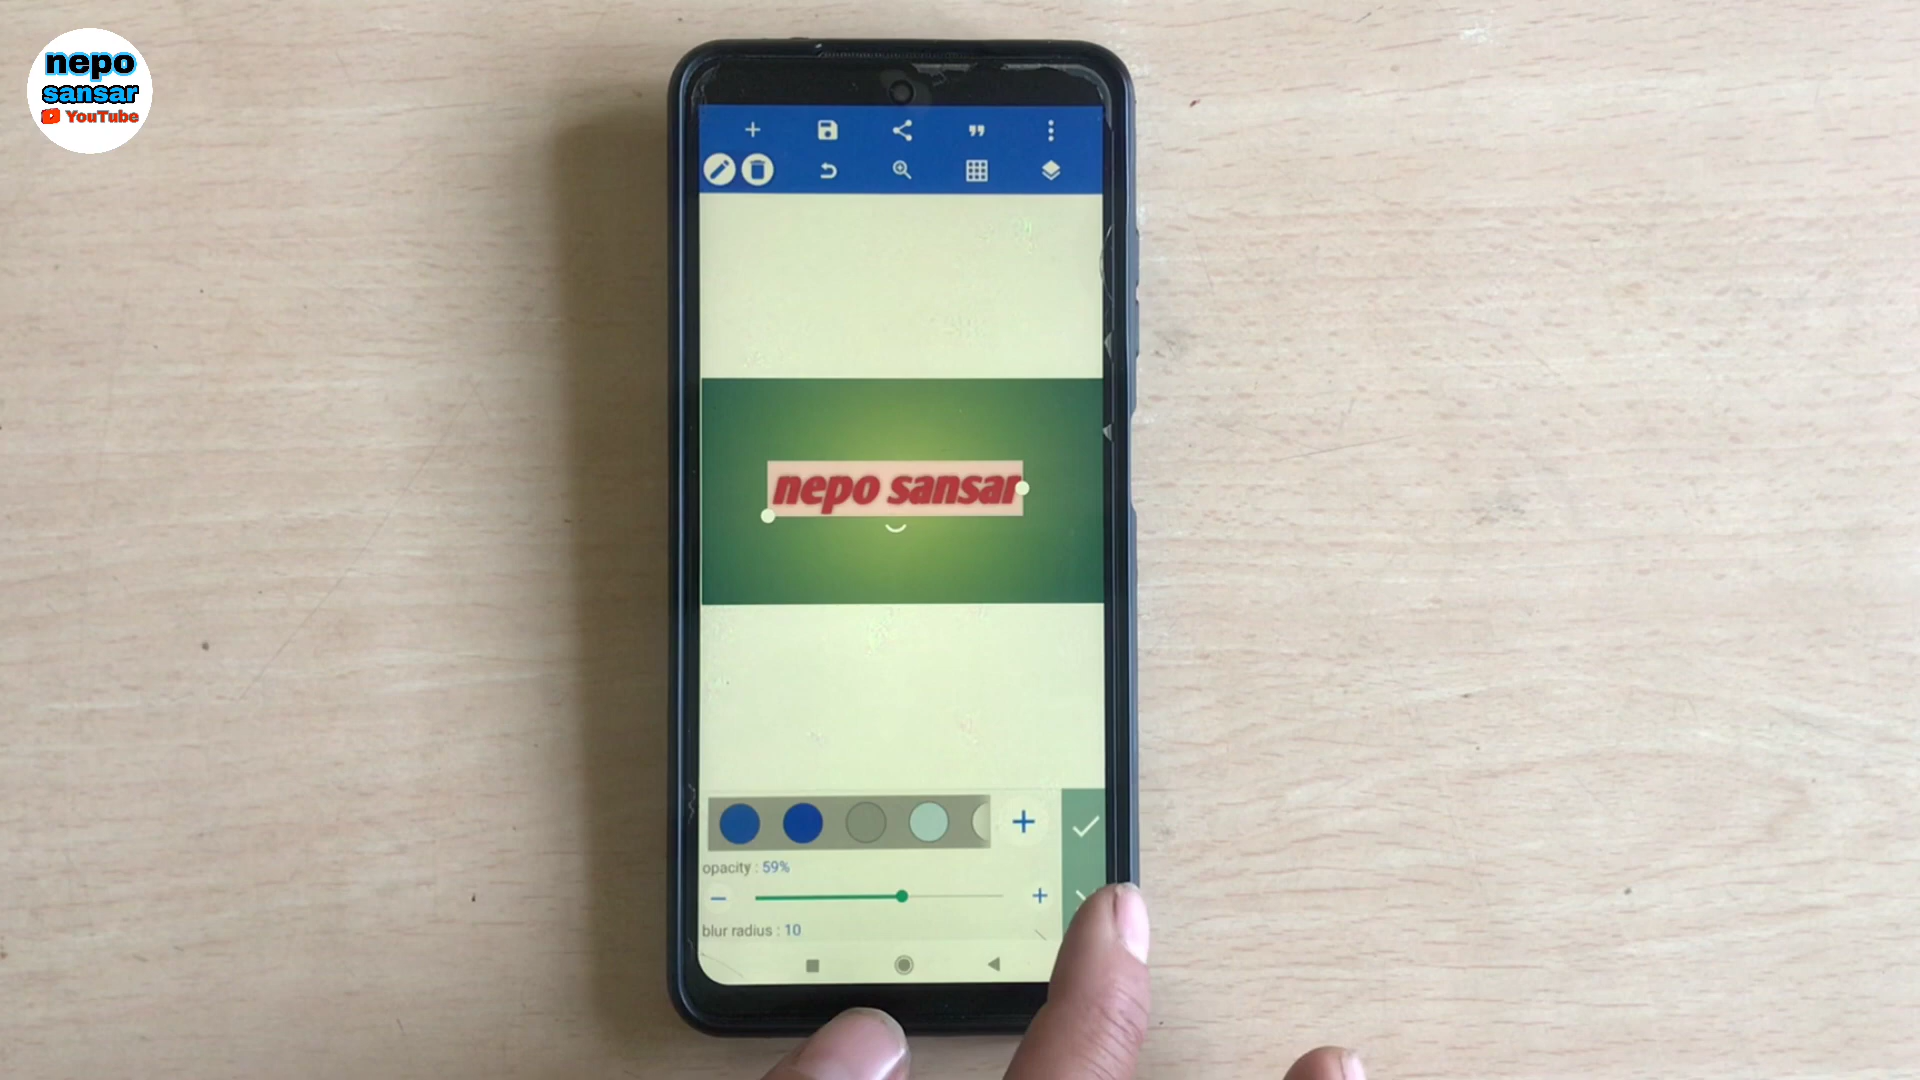 nepo
sansar
YouTube
nepo sansar
opacity : 59%
blur radius : 10